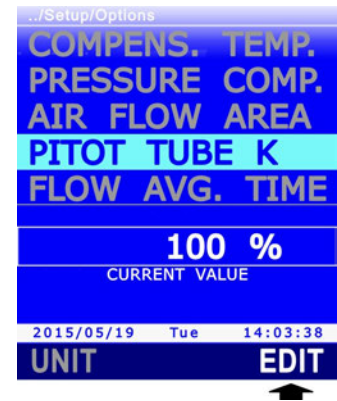 ../Setup/Options
COMPENS. TEMP.
PRESSURE COMP.
AIR FLOW AREA
PITOT TUBE K
FLOW AVG. TIME
100 %
CURRENT VALUE
2015/05/19 Tue 14:03:38
UNIT EDIT